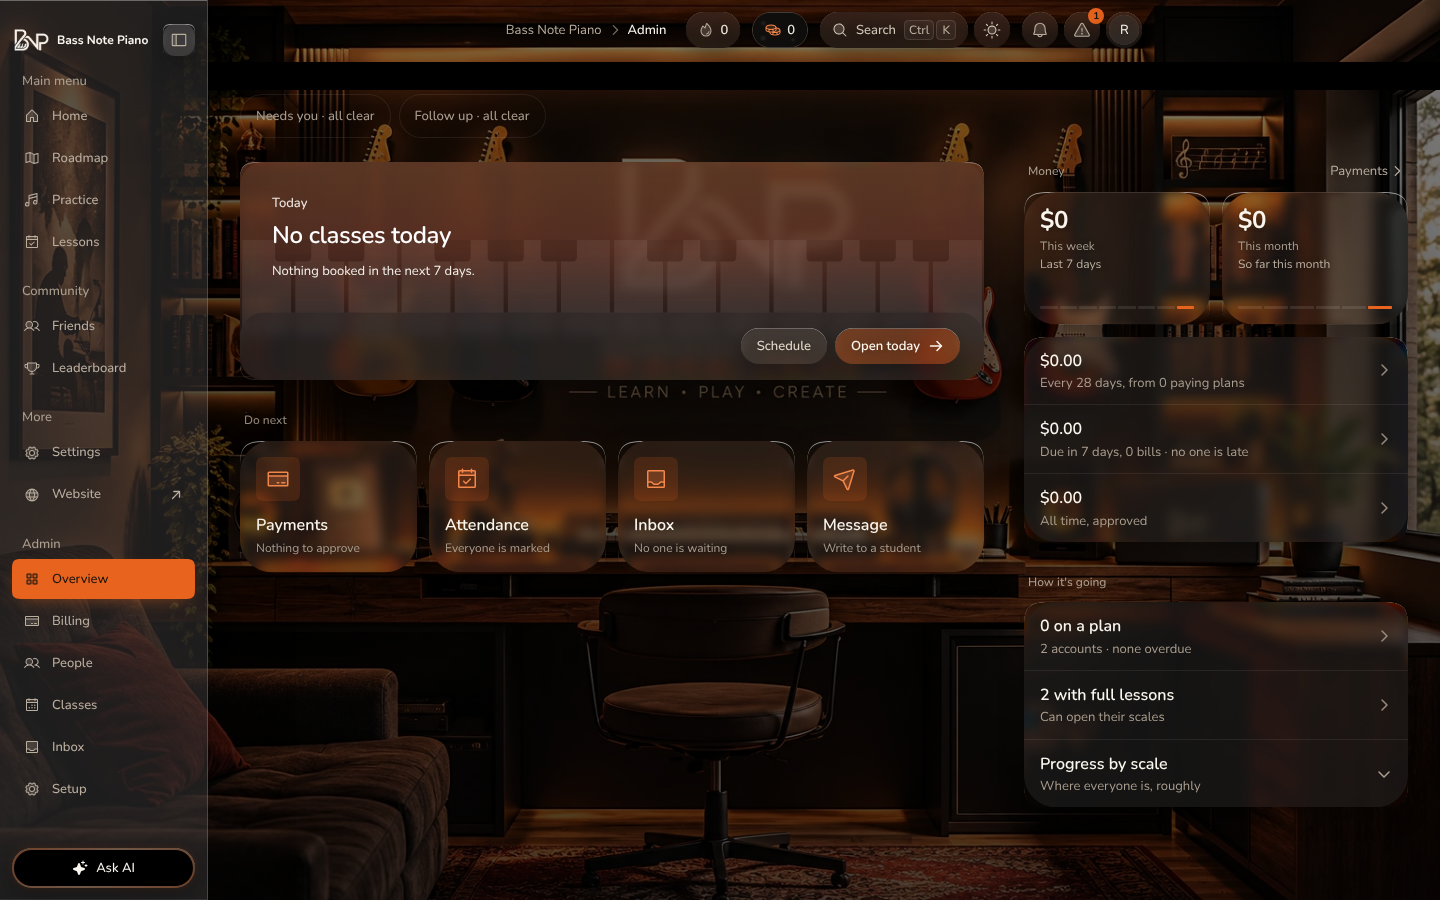 BNP Bass Note Piano
Main menu
Home
Roadmap
Practice
Lessons
Community
Friends
Leaderboard
More
Settings
Website
Admin
Overview
Billing
People
Classes
Inbox
Setup
Ask AI
Bass Note Piano > Admin
0
0
Search Ctrl K
1
R
Needs you · all clear
Follow up · all clear
BNP
Today
No classes today
Nothing booked in the next 7 days.
Schedule
Open today
LEARN • PLAY • CREATE
Do next
Payments
Nothing to approve
Attendance
Everyone is marked
Inbox
No one is waiting
Message
Write to a student
Money
Payments
$0
This week
Last 7 days
$0
This month
So far this month
$0.00
Every 28 days, from 0 paying plans
$0.00
Due in 7 days, 0 bills · no one is late
$0.00
All time, approved
How it's going
0 on a plan
2 accounts · none overdue
2 with full lessons
Can open their scales
Progress by scale
Where everyone is, roughly